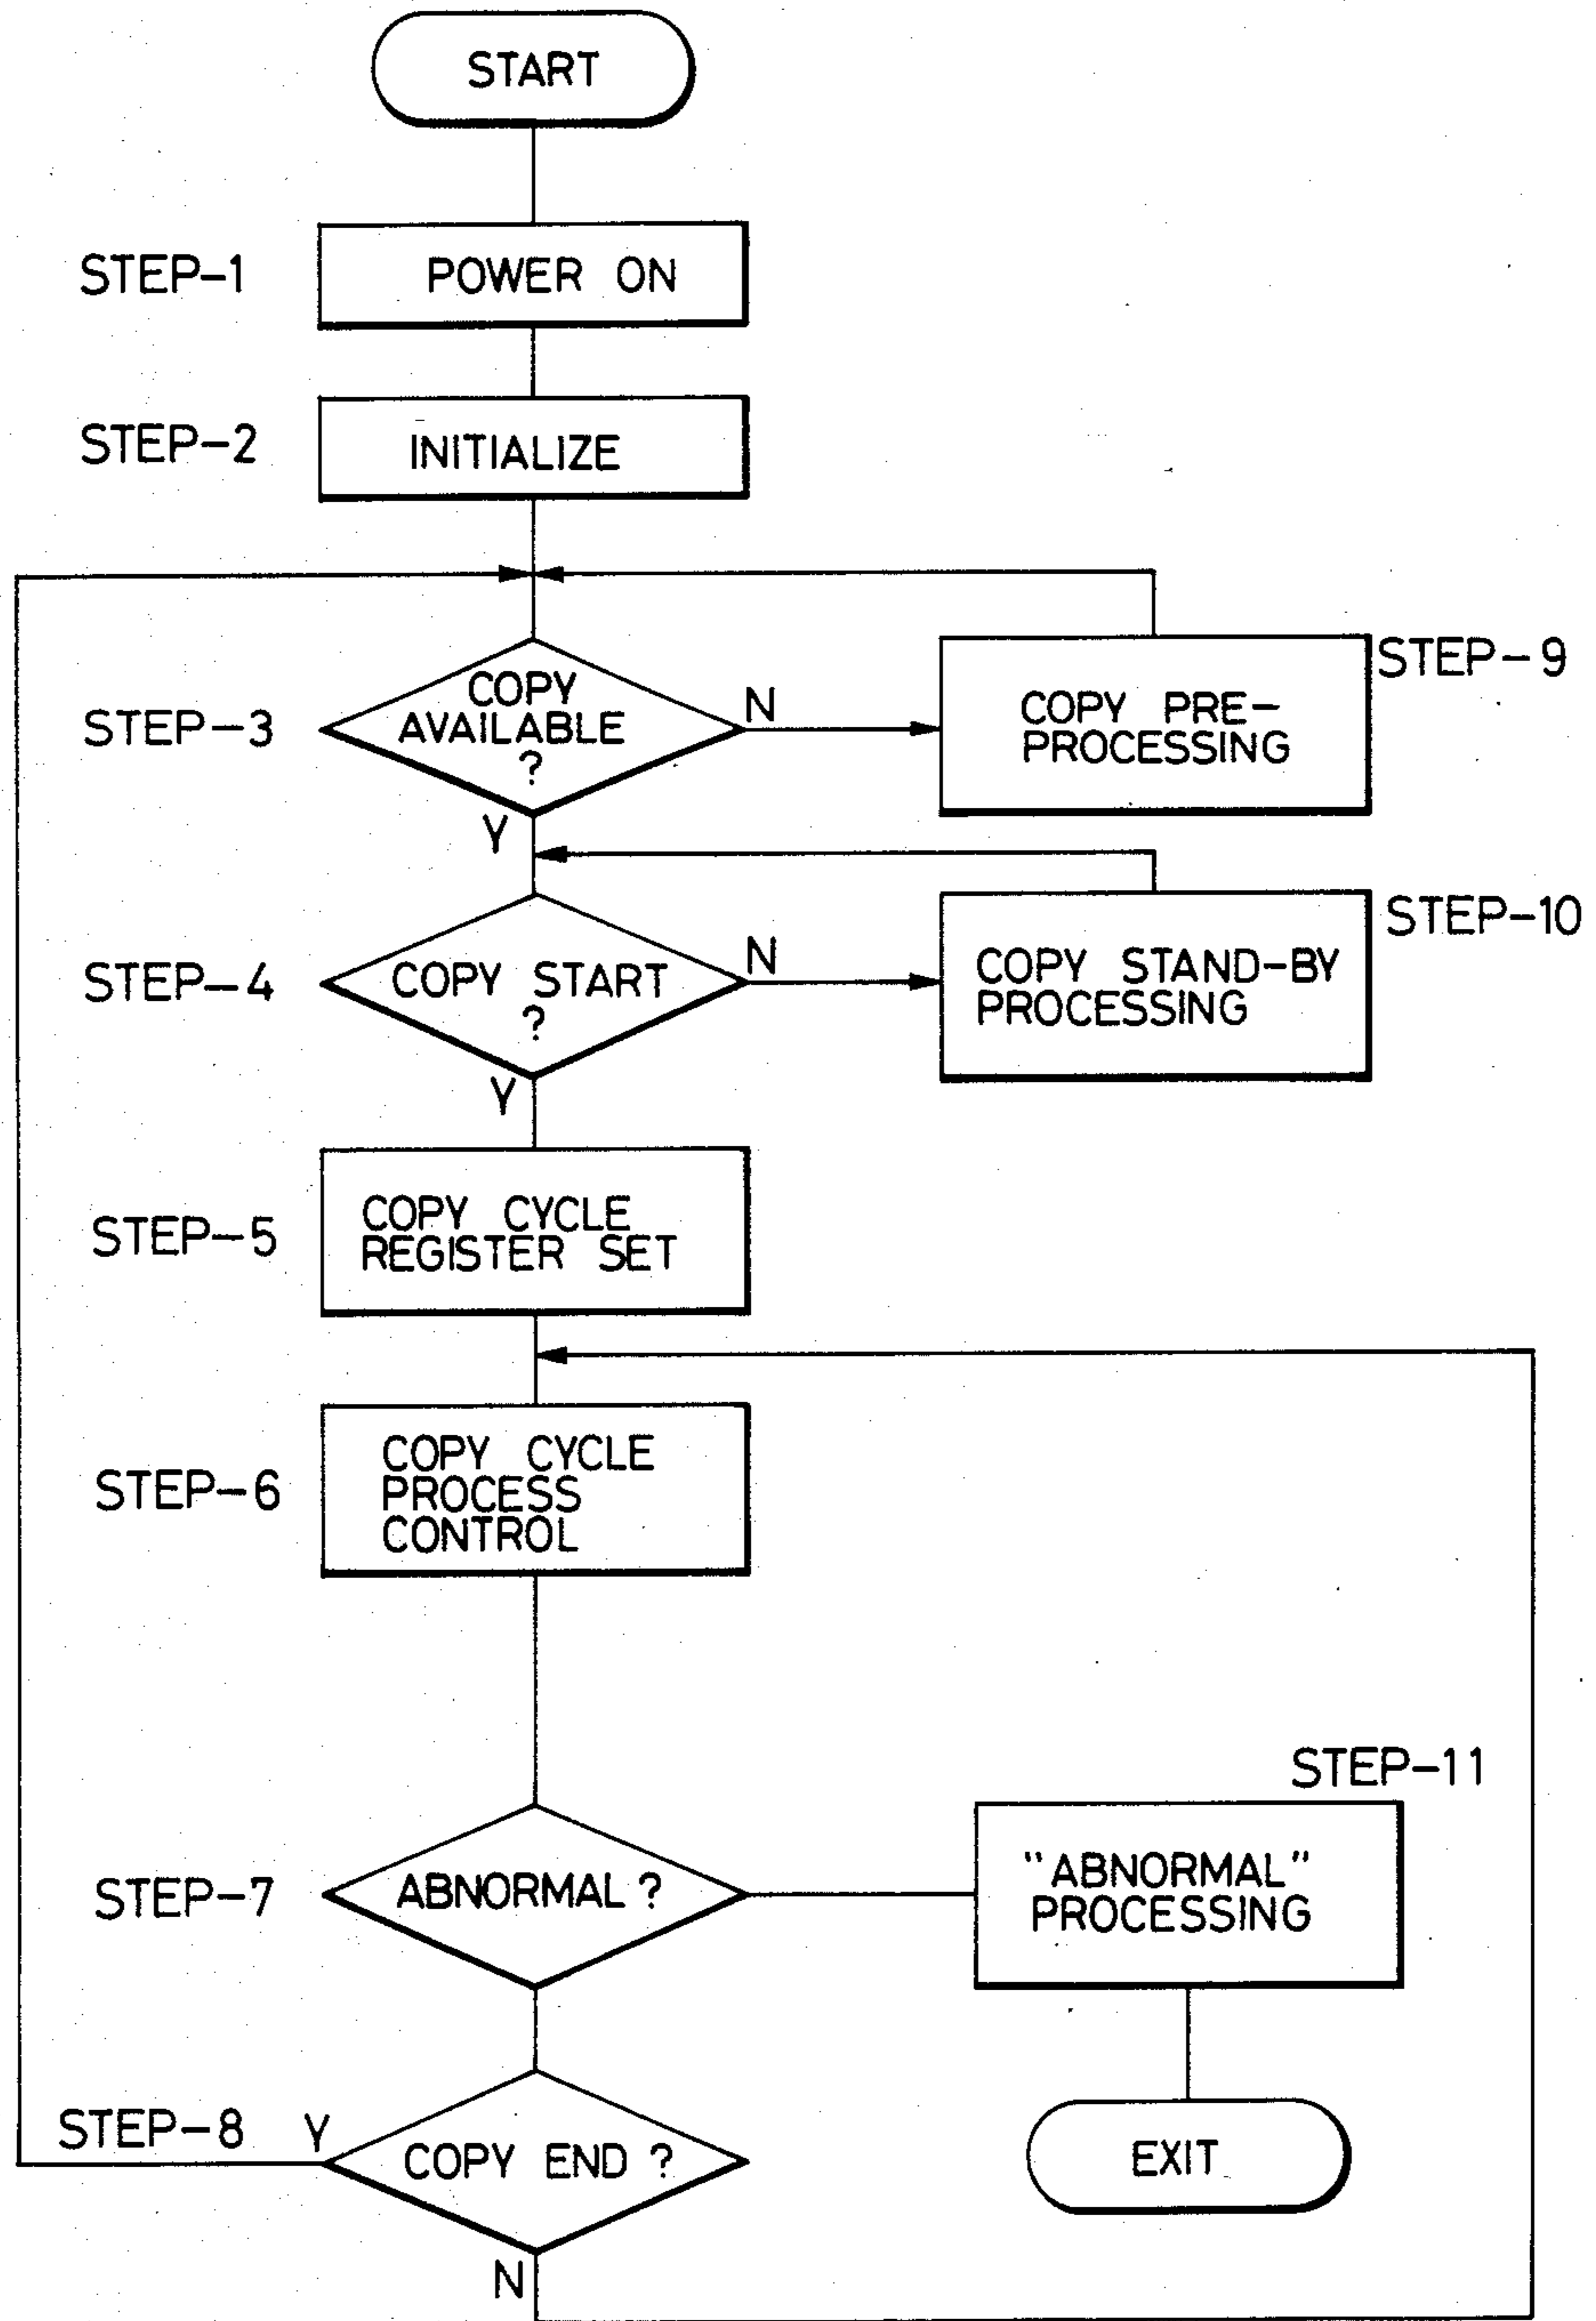 START
STEP-1
POWER ON
STEP-2
INITIALIZE
STEP-3
COPY
AVAILABLE
?
N
Y
STEP-9
COPY PRE-
PROCESSING
STEP-4
COPY START
?
N
Y
STEP-10
COPY STAND-BY
PROCESSING
STEP-5
COPY CYCLE
REGISTER SET
STEP-6
COPY CYCLE
PROCESS
CONTROL
STEP-7
ABNORMAL ?
STEP-11
"ABNORMAL"
PROCESSING
STEP-8
Y
COPY END ?
N
EXIT